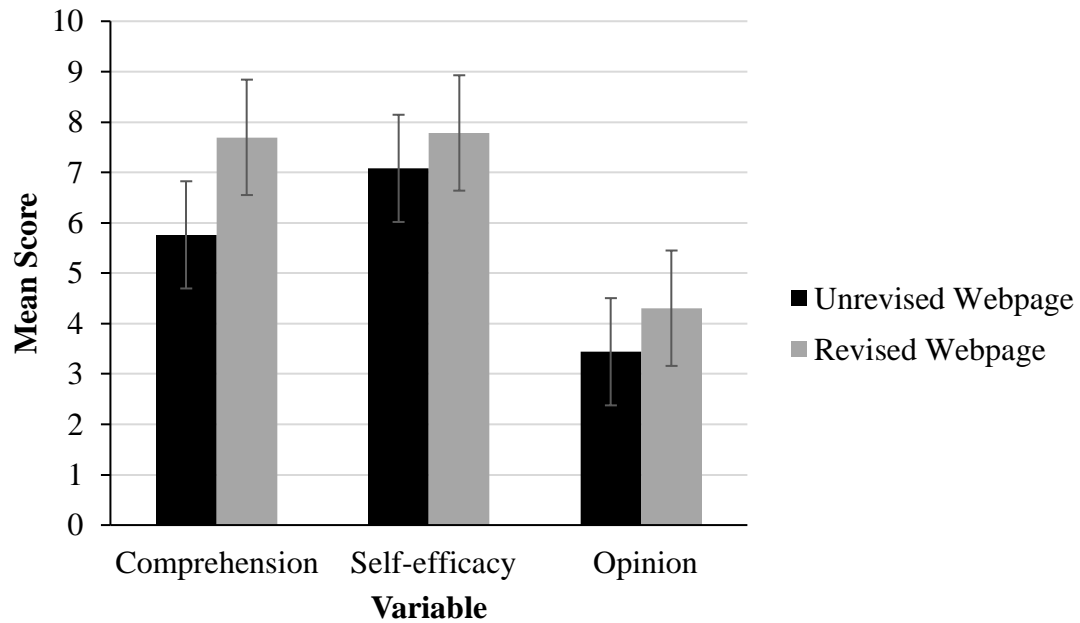 10
9
8
7
6
5
4
3
2
1
0
Mean Score
Comprehension Self-efficacy Opinion
Variable
Unrevised Webpage
Revised Webpage